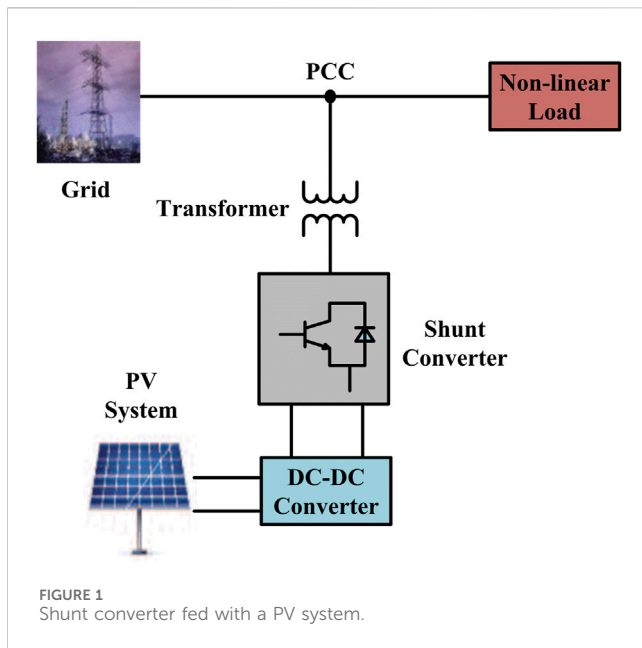 PCC
Non-linear
Load
Grid
Transformer
Shunt
Converter
PV
System
DC-DC
Converter
FIGURE 1
Shunt converter fed with a PV system.